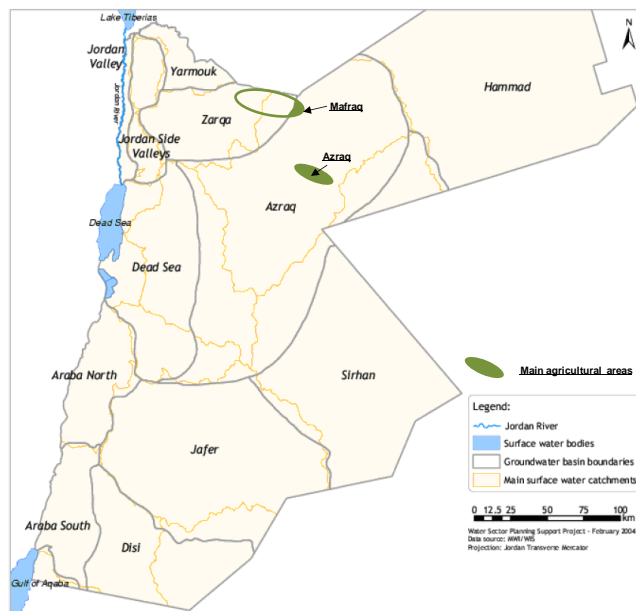 Lake Tiberias
N
Jordan
Valley
Yarmouk
Hammad
Jordan River
Mafraq
Zarqa
Jordan Side
Valleys
Azraq
Azraq
Dead Sea
Dead Sea
Araba North
Sirhan
Main agricultural areas
Legend:
Jordan River
Surface water bodies
Groundwater basin boundaries
Main surface water catchments
Jafer
0 12.5 25 50 75 100
km
Araba South
Disi
Water Sector Planning Support Project - February 2004
Data source: MWI/WIS
Projection: Jordan Transverse Mercator
Gulf of Aqaba